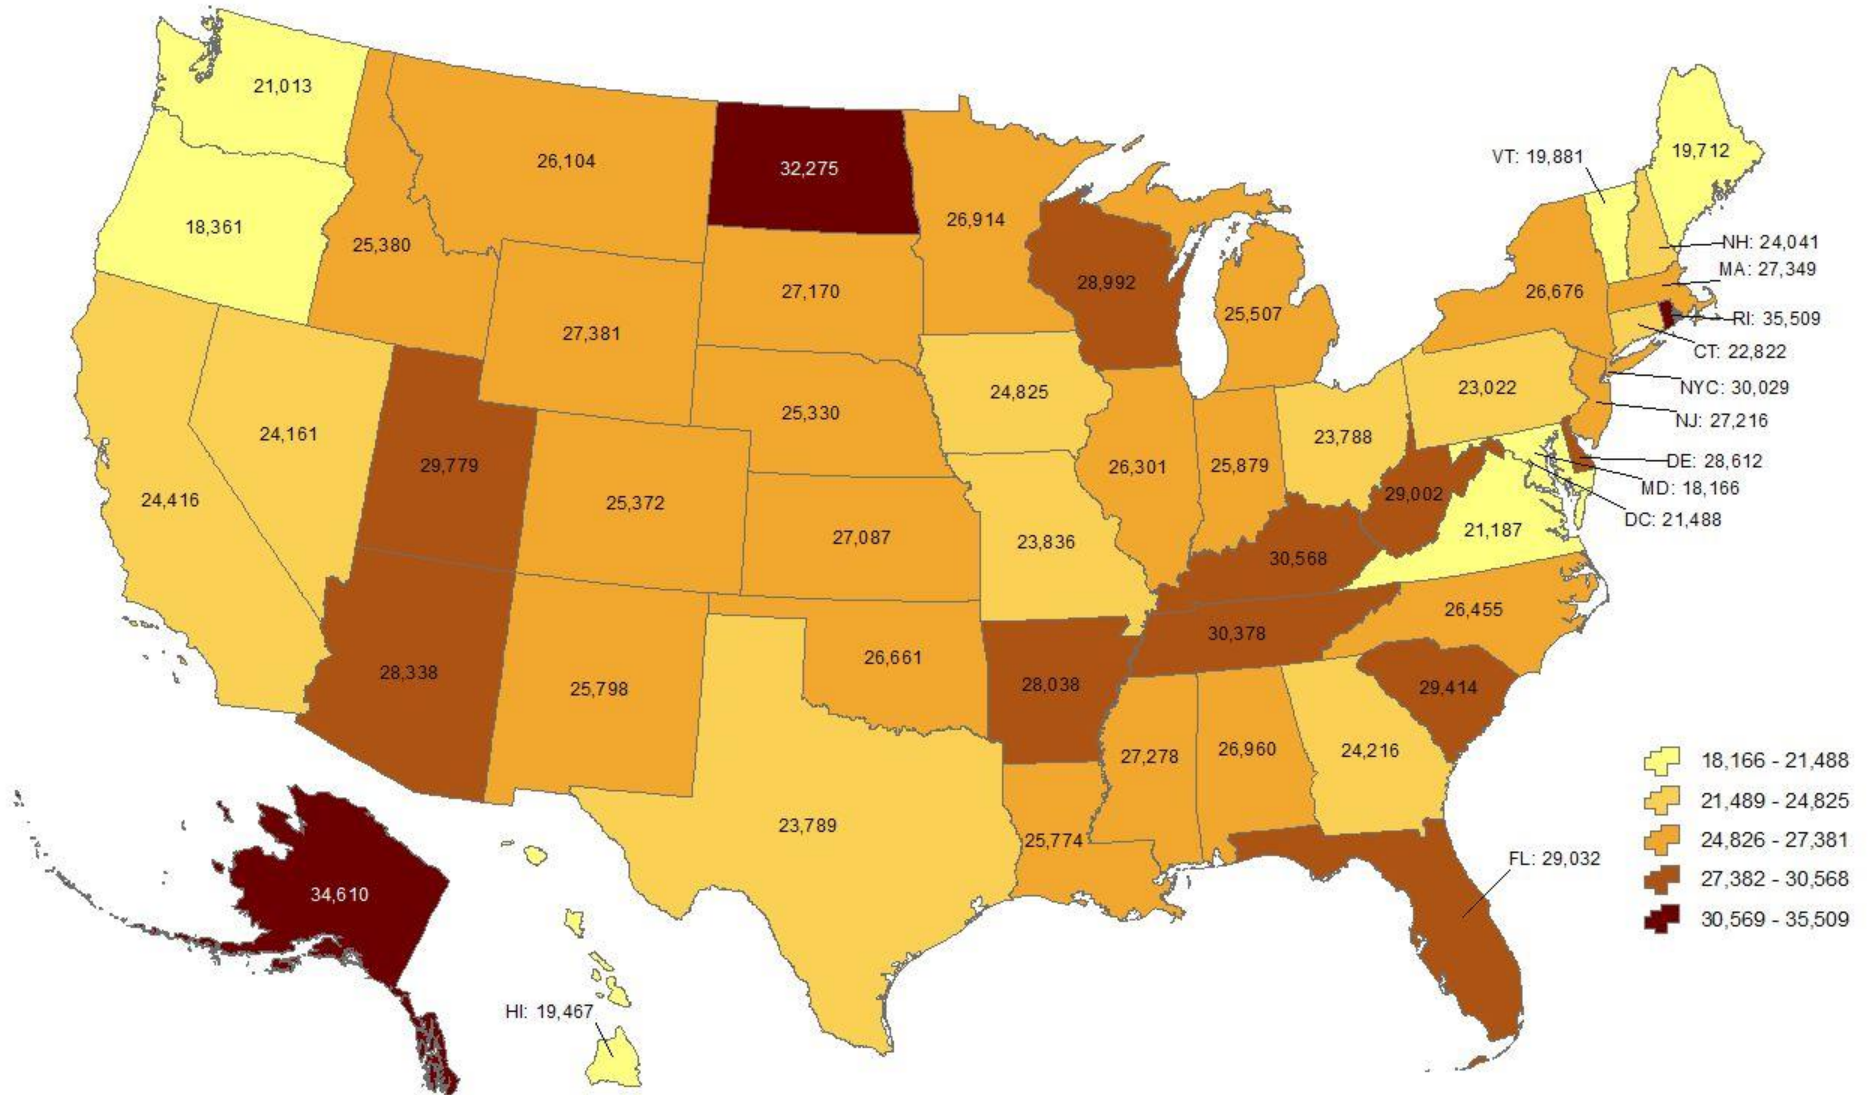 21,013
26,104
32,275
18,361
25,380
26,914
VT: 19,881
19,712
27,170
28,992
25,507
26,676
NH: 24,041
MA: 27,349
RI: 35,509
CT: 22,822
NYC: 30,029
NJ: 27,216
27,381
24,825
23,022
25,330
24,161
29,779
23,788
DE: 28,612
MD: 18,166
DC: 21,488
24,416
25,372
26,301
25,879
29,002
21,187
27,087
23,836
30,568
26,455
28,338
25,798
26,661
28,038
30,378
29,414
27,278
26,960
24,216
23,789
25,774
FL: 29,032
34,610
HI: 19,467
18,166 - 21,488
21,489 - 24,825
24,826 - 27,381
27,382 - 30,568
30,569 - 35,509